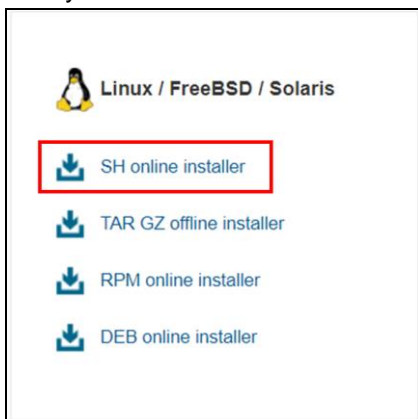 Linux / FreeBSD / Solaris
SH online installer
TAR GZ offline installer
RPM online installer
DEB online installer